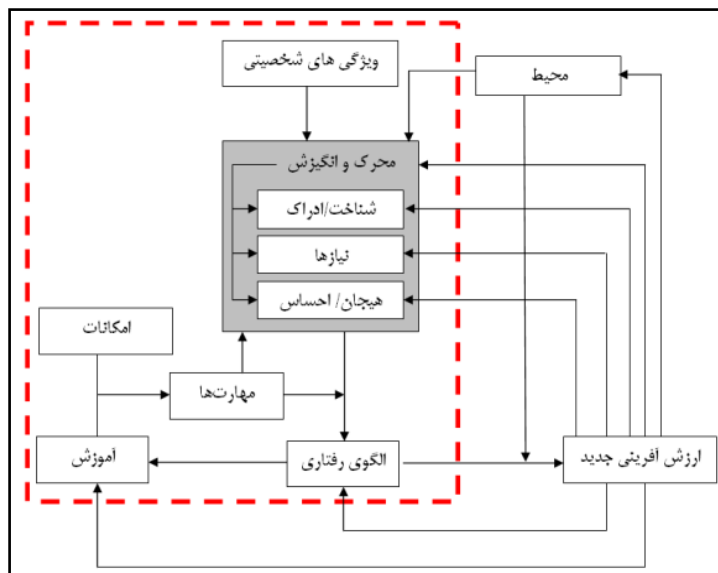 ویژگی های شخصیتی
محیط
محرک و انگیزش
شناخت/ادراک
نیازها
هیجان/ احساس
امکانات
مهارت‌ها
آموزش
الگوی رفتاری
ارزش آفرینی جدید